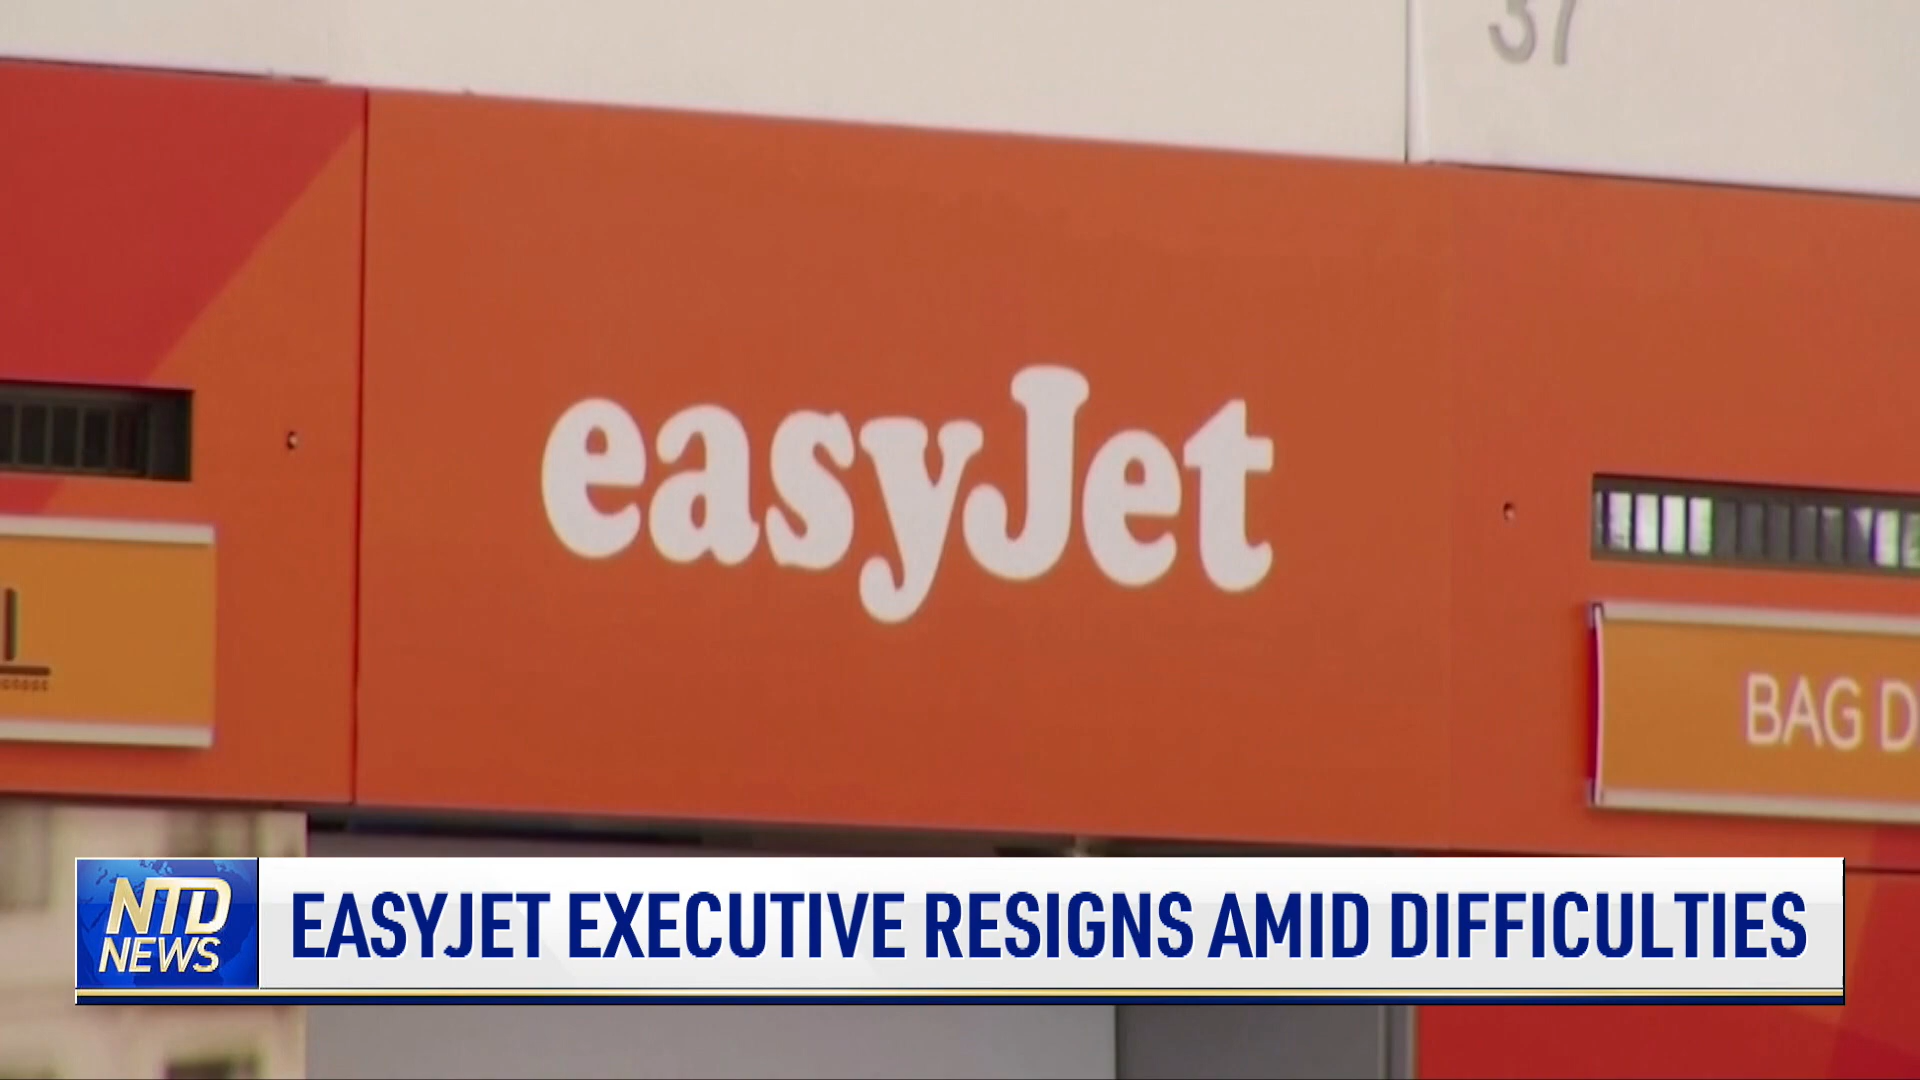 37
easyJet
BAG D
NTD
NEWS
EASYJET EXECUTIVE RESIGNS AMID DIFFICULTIES